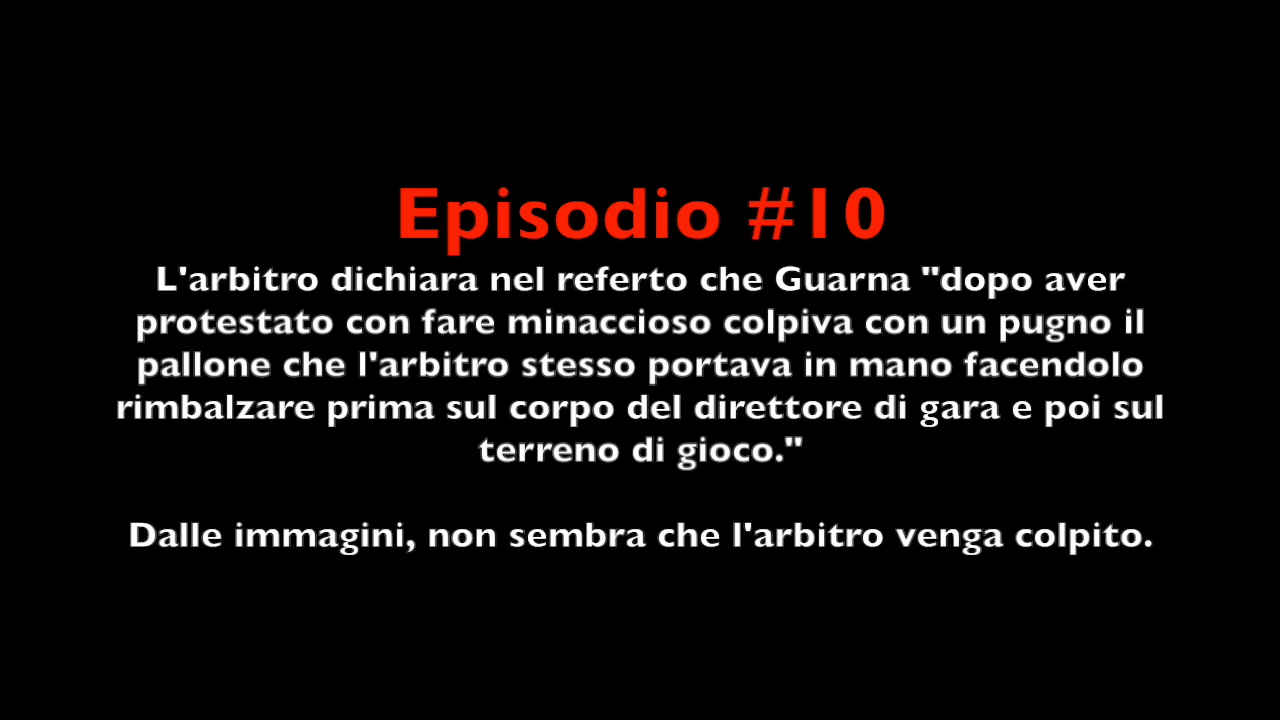 Episodio #10
L'arbitro dichiara nel referto che Guarna "dopo aver
protestato con fare minaccioso colpiva con un pugno il
pallone che l'arbitro stesso portava in mano facendolo
rimbalzare prima sul corpo del direttore di gara e poi sul
terreno di gioco."
Dalle immagini, non sembra che l'arbitro venga colpito.